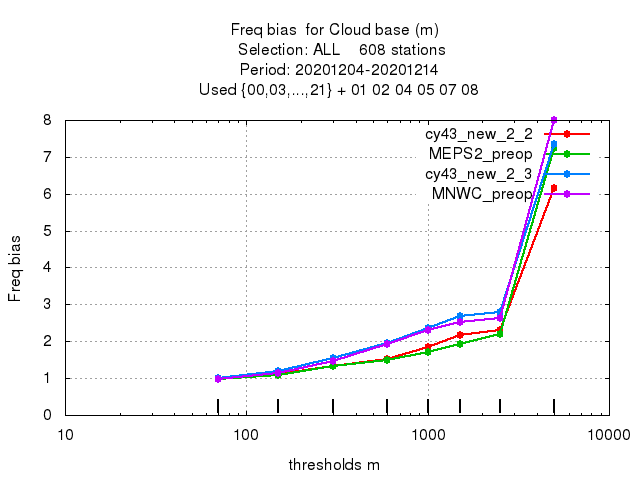 Freq bias  for Cloud base (m)
Selection: ALL    608 stations
Period: 20201204-20201214
Used {00,03,...,21} + 01 02 04 05 07 08
cy43_new_2_2
MEPS2_preop
cy43_new_2_3
MNWC_preop
Freq bias
8
7
6
5
4
3
2
1
0
10
100
1000
10000
thresholds m